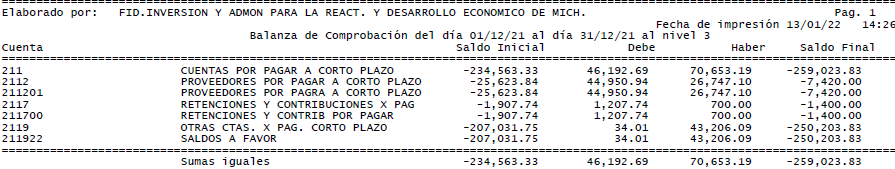 Elaborado por: FID.INVERSION Y ADMON PARA LA REACT. Y DESARROLLO ECONOMICO DE MICH. Pag. 1
Fecha de impresión 13/01/22 14:26
Balanza de Comprobación del día 01/12/21 al día 31/12/21 al nivel 3
Cuenta Saldo Inicial Debe Haber Saldo Final
211 CUENTAS POR PAGAR A CORTO PLAZO -234,563.33 46,192.69 70,653.19 -259,023.83
2112 PROVEEDORES POR PAGAR A CORTO PLAZO -25,623.84 44,950.94 26,747.10 -7,420.00
211201 PROVEEDORES POR PAGRA A CORTO PLAZO -25,623.84 44,950.94 26,747.10 -7,420.00
2117 RETENCIONES Y CONTRIBUCIONES X PAG -1,907.74 1,207.74 700.00 -1,400.00
211700 RETENCIONES Y CONTRIB POR PAGAR -1,907.74 1,207.74 700.00 -1,400.00
2119 OTRAS CTAS. X PAG. CORTO PLAZO -207,031.75 34.01 43,206.09 -250,203.83
211922 SALDOS A FAVOR -207,031.75 34.01 43,206.09 -250,203.83
Sumas iguales -234,563.33 46,192.69 70,653.19 -259,023.83